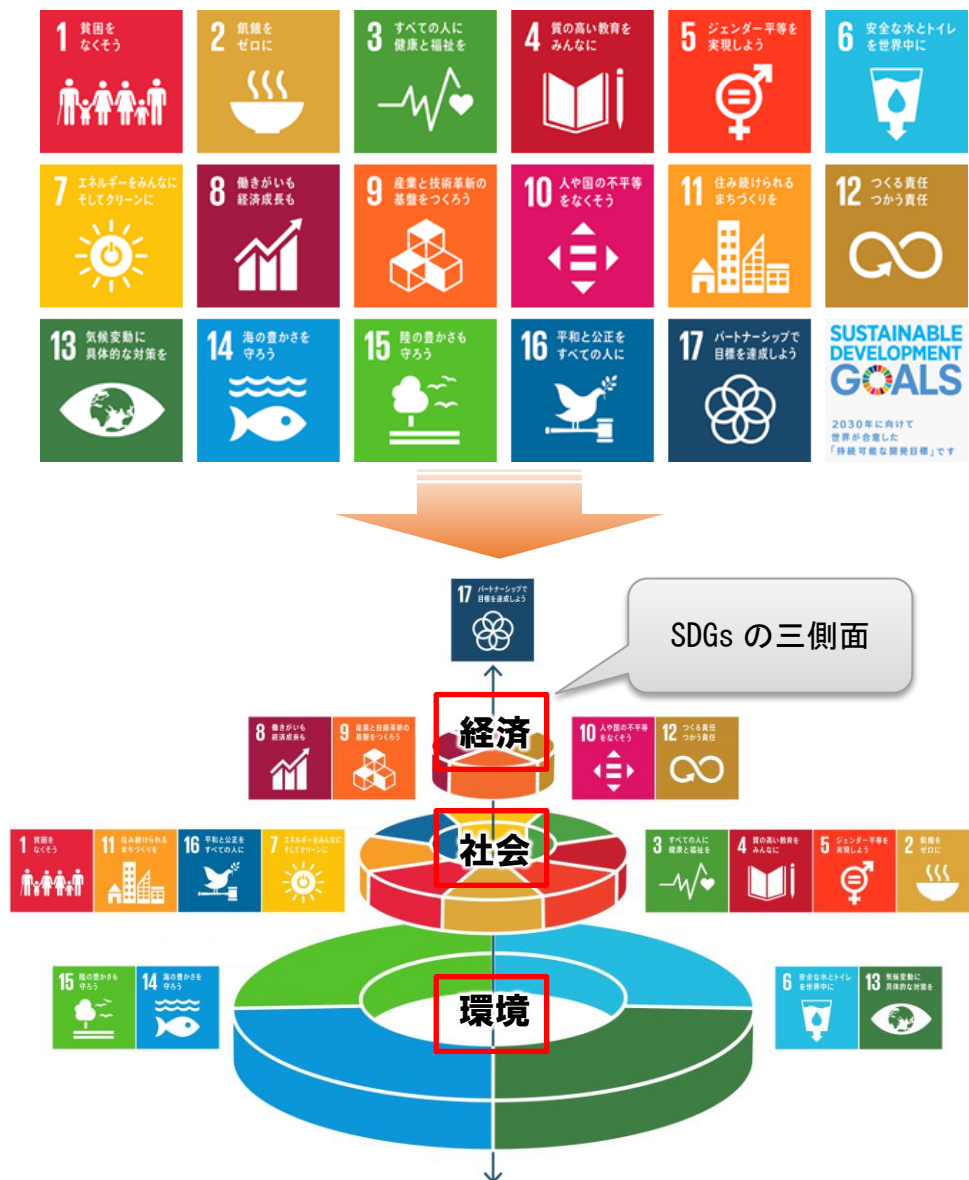 1 貧困を
なくそう
2 飢餓を
ゼロに
3 すべての人に
健康と福祉を
4 質の高い教育を
みんなに
5 ジェンダー平等を
実現しよう
6 安全な水とトイレ
を世界中に
7 エネルギーをみんなに
そしてクリーンに
8 働きがいも
経済成長も
9 産業と技術革新の
基盤をつくろう
10 人や国の不平等
をなくそう
11 住み続けられる
まちづくりを
12 つくる責任
つかう責任
13 気候変動に
具体的な対策を
14 海の豊かさを
守ろう
15 陸の豊かさも
守ろう
16 平和と公正を
すべての人に
17 パートナーシップで
目標を達成しよう
SUSTAINABLE
DEVELOPMENT
GOALS
2030年に向けて
世界が合意した
「持続可能な開発目標」です
17 パートナーシップで
目標を達成しよう
SDGs の三側面
経済
8 働きがいも
経済成長も
9 産業と技術革新の
基盤をつくろう
10 人や国の不平等
をなくそう
12 つくる責任
つかう責任
社会
1 貧困を
なくそう
11 住み続けられる
まちづくりを
16 平和と公正を
すべての人に
7 エネルギーをみんなに
そしてクリーンに
3 すべての人に
健康と福祉を
4 質の高い教育を
みんなに
5 ジェンダー平等を
実現しよう
2 飢餓を
ゼロに
環境
15 陸の豊かさも
守ろう
14 海の豊かさを
守ろう
6 安全な水とトイレ
を世界中に
13 気候変動に
具体的な対策を